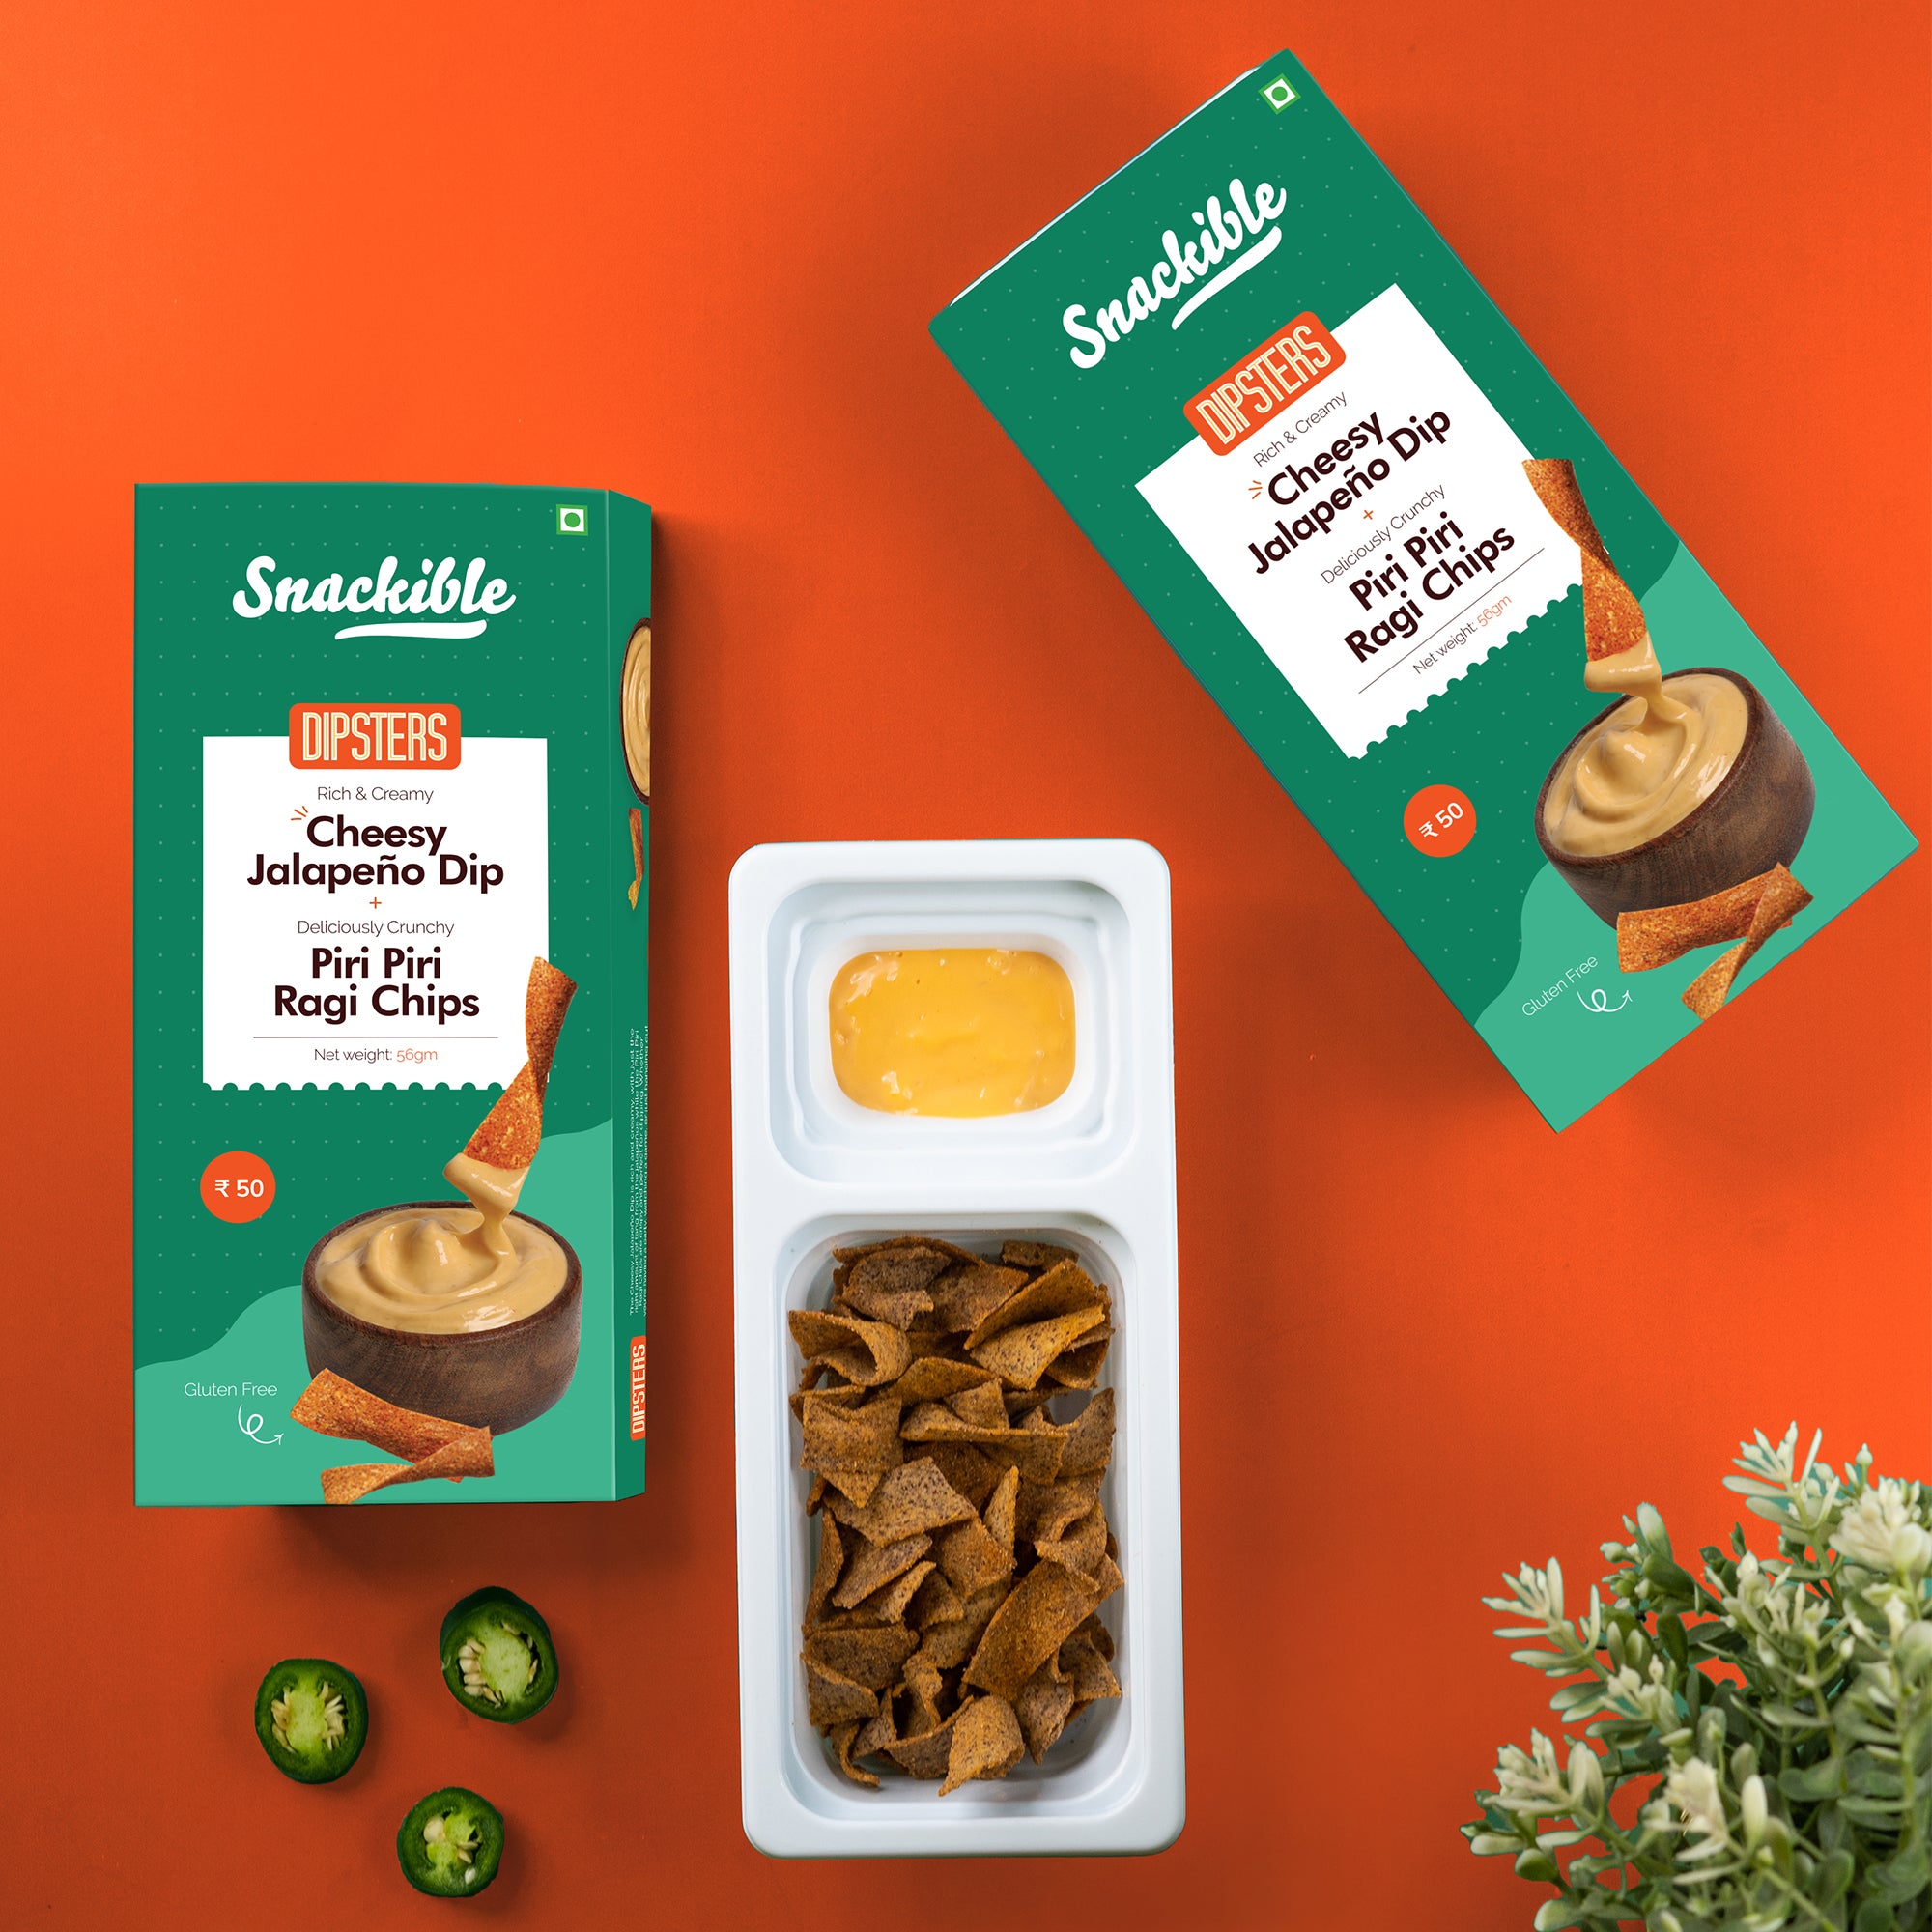 Snackible
DIPSTERS
Rich & Creamy
Cheesy
Jalapeño Dip
+
Deliciously Crunchy
Piri Piri
Ragi Chips
Net weight: 56gm
₹ 50
Gluten Free
DIPSTERS
Snackible
DIPSTERS
Rich & Creamy
Cheesy
Jalapeño Dip
+
Deliciously Crunchy
Piri Piri
Ragi Chips
Net weight: 56gm
₹ 50
Gluten Free